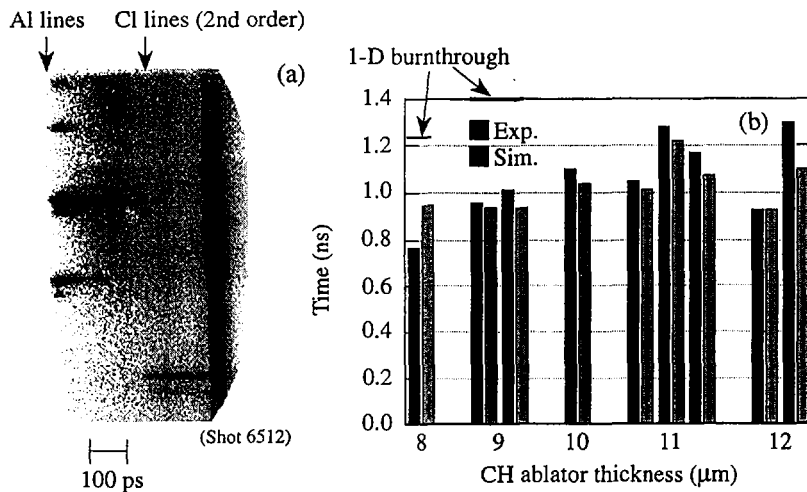 Al lines
Cl lines (2nd order)
(a)
(Shot 6512)
100 ps
1-D burnthrough
(b)
Exp.
Sim.
1.4
1.2
1.0
0.8
0.6
0.4
0.2
0.0
Time (ns)
8
9
10
11
12
CH ablator thickness (μm)